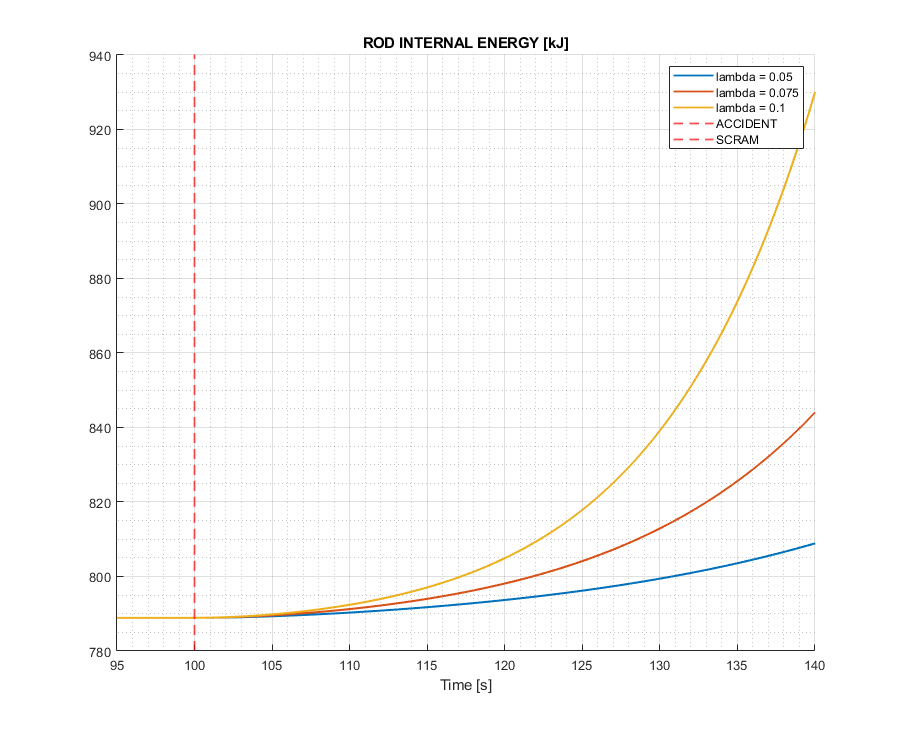 ROD INTERNAL ENERGY [kJ]
940
920
900
880
860
840
820
800
780
lambda = 0.05
lambda = 0.075
lambda = 0.1
ACCIDENT
SCRAM
95 100 105 110 115 120 125 130 135 140
Time [s]